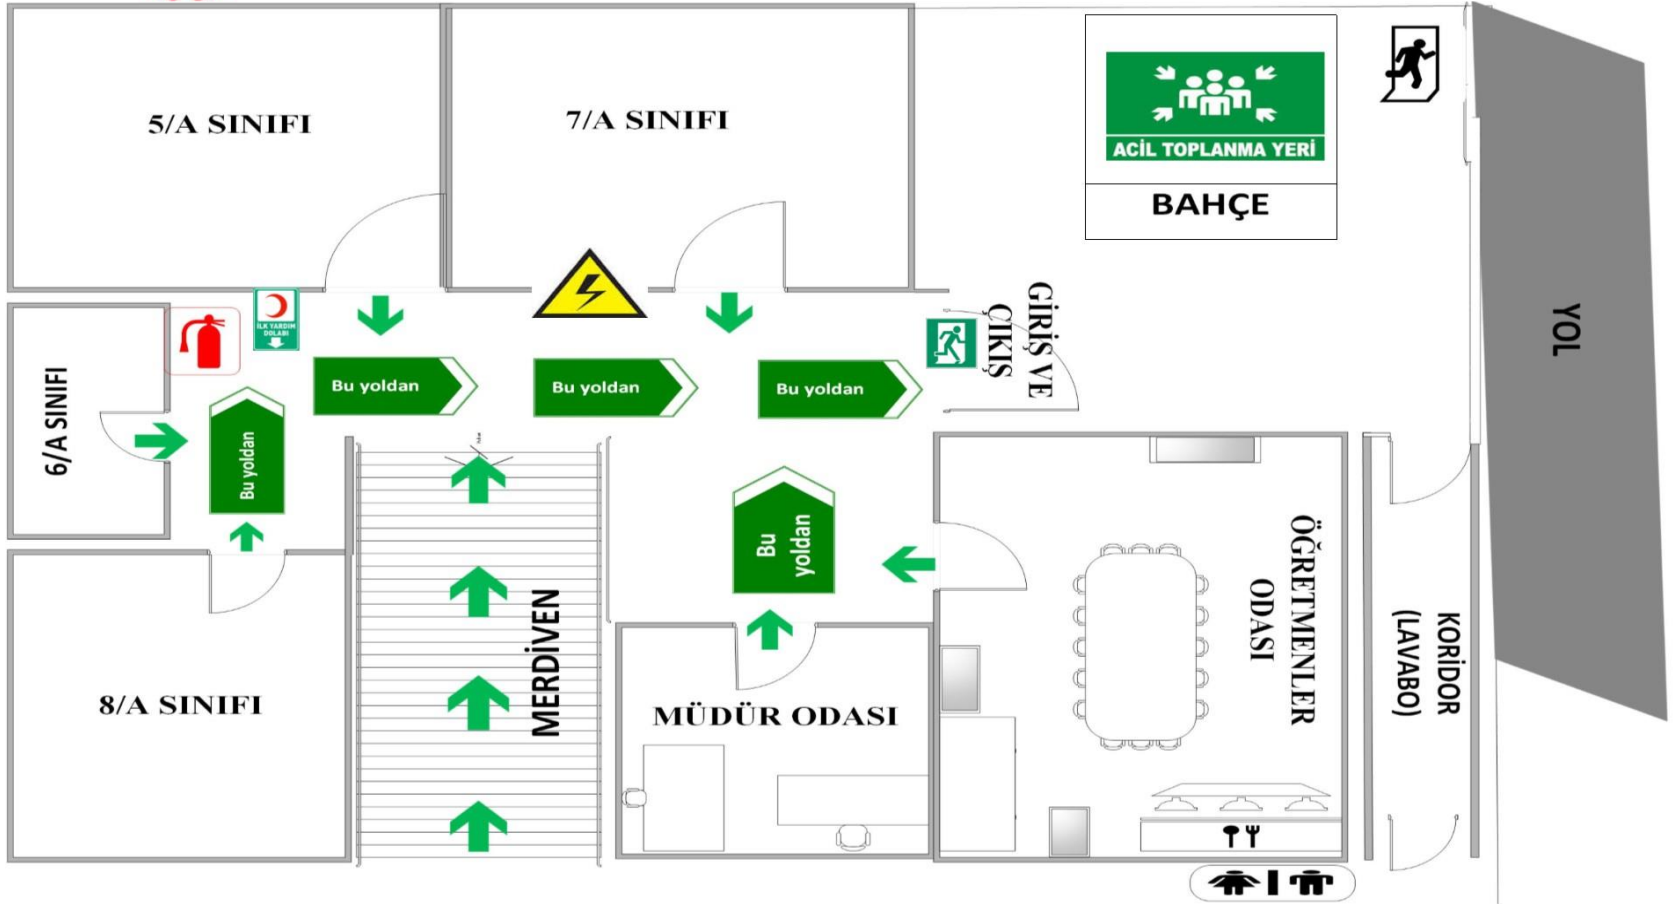 5/A SINIFI
7/A SINIFI
ACİL TOPLANMA YERİ
BAHÇE
YOL
İLK YARDIM
DOLABI
GİRİŞ VE
ÇIKIŞ
6/A SINIFI
Bu yoldan
Bu yoldan
Bu yoldan
Bu yoldan
Bu
yoldan
MERDİVEN
8/A SINIFI
MÜDÜR ODASI
ÖĞRETMENLER
ODASI
KORİDOR
(LAVABO)